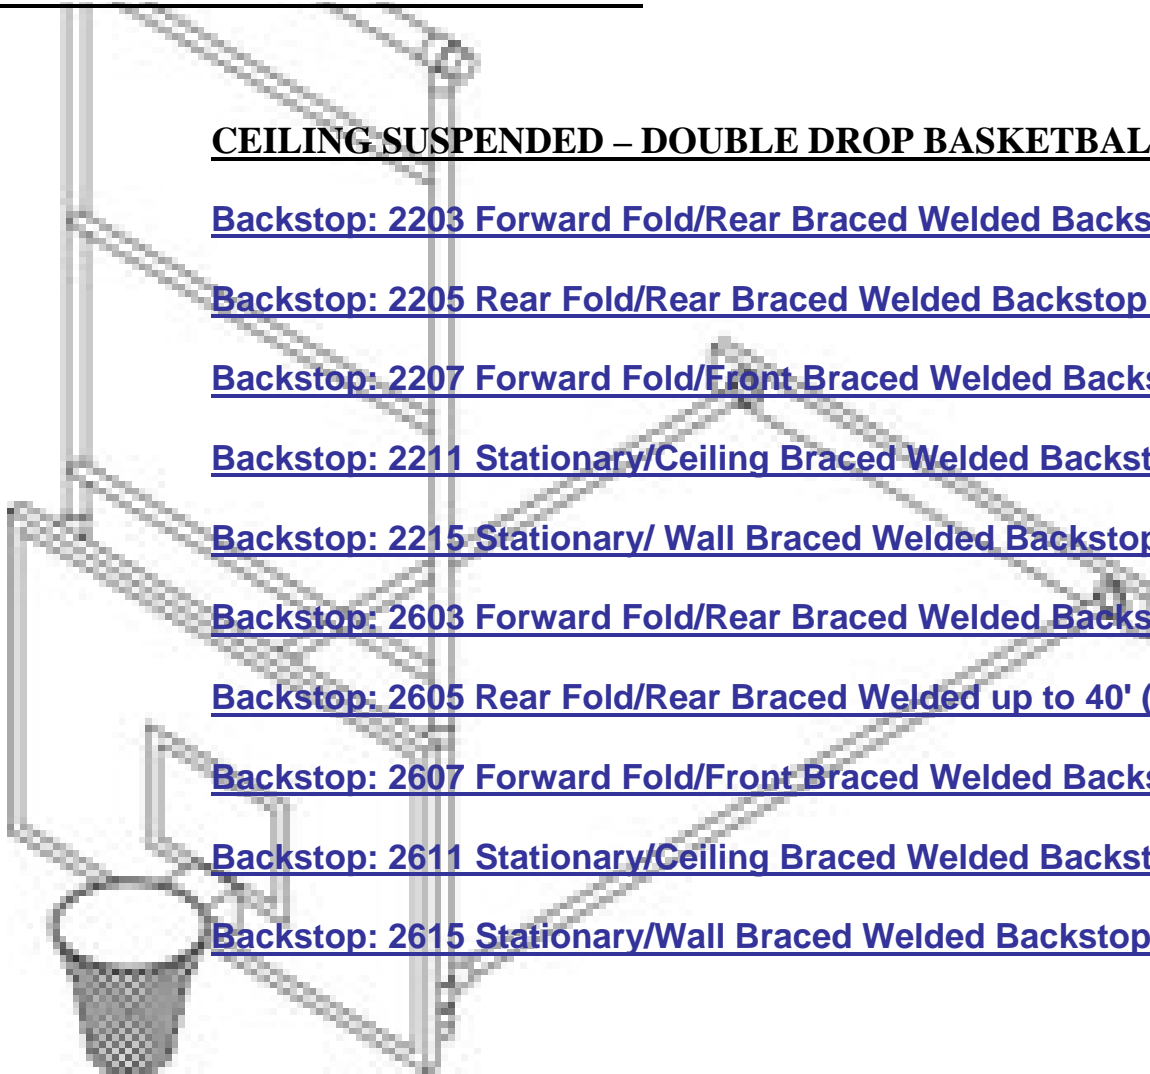 CEILING SUSPENDED – DOUBLE DROP BASKETBAL
Backstop: 2203 Forward Fold/Rear Braced Welded Backs
Backstop: 2205 Rear Fold/Rear Braced Welded Backstop
Backstop: 2207 Forward Fold/Front Braced Welded Backs
Backstop: 2211 Stationary/Ceiling Braced Welded Backst
Backstop: 2215 Stationary/ Wall Braced Welded Backstop
Backstop: 2603 Forward Fold/Rear Braced Welded Backs
Backstop: 2605 Rear Fold/Rear Braced Welded up to 40' (
Backstop: 2607 Forward Fold/Front Braced Welded Backs
Backstop: 2611 Stationary/Ceiling Braced Welded Backst
Backstop: 2615 Stationary/Wall Braced Welded Backstop